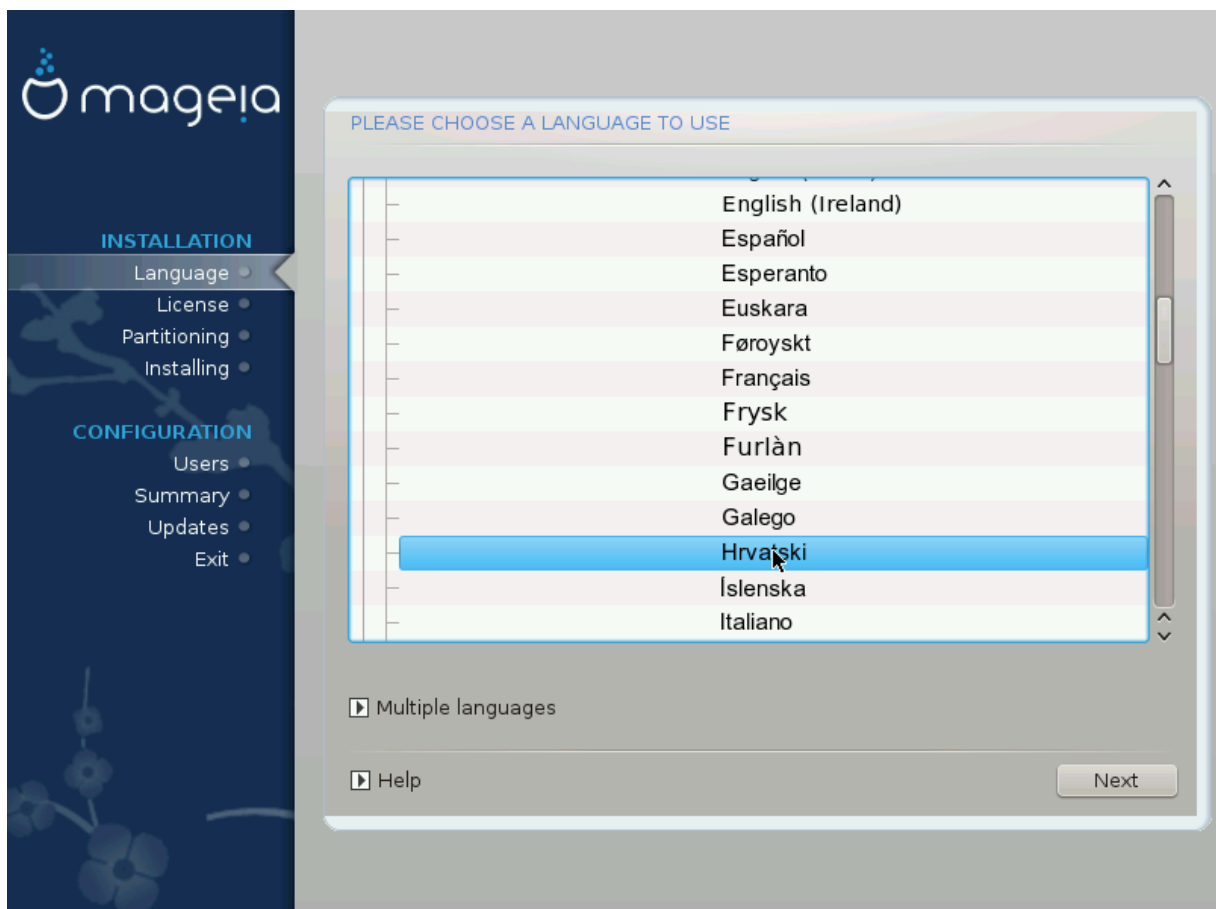 mageia
INSTALLATION
Language
License
Partitioning
Installing
CONFIGURATION
Users
Summary
Updates
Exit
PLEASE CHOOSE A LANGUAGE TO USE
English (Ireland)
Español
Esperanto
Euskara
Føroyskt
Français
Frysk
Furlàn
Gaeilge
Galego
Hrvatski
Íslenska
Italiano
Multiple languages
Help
Next